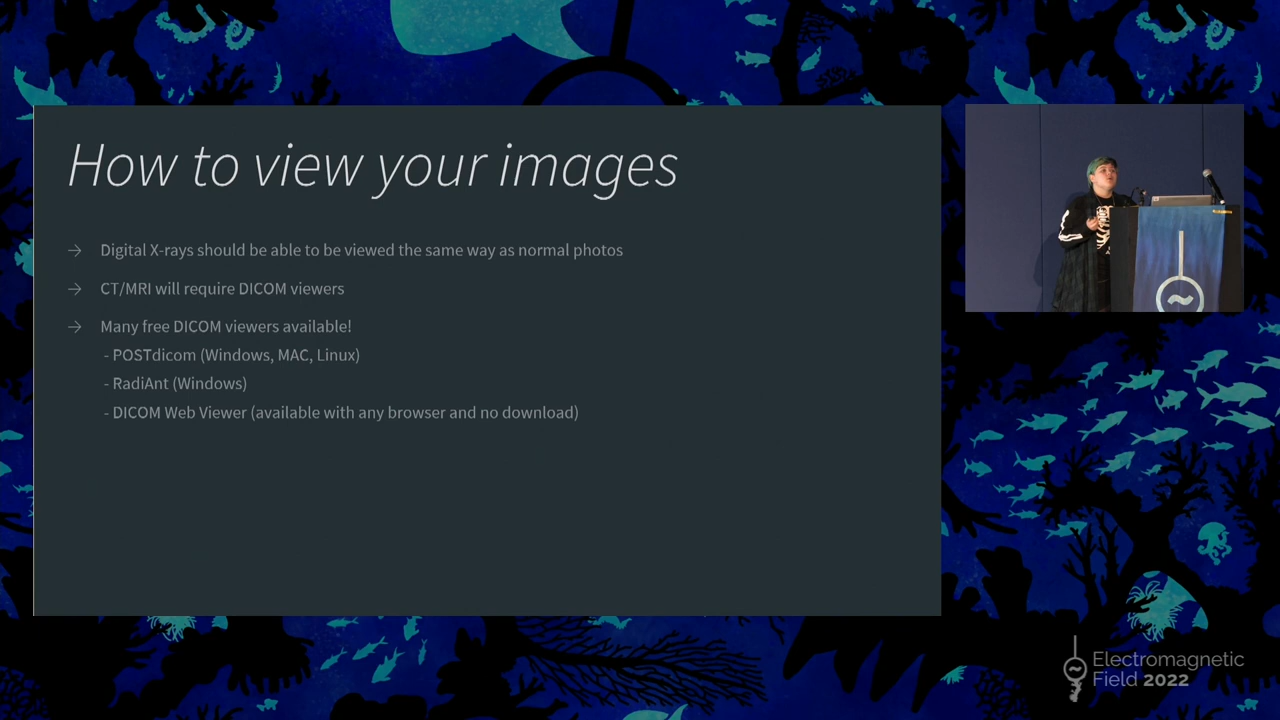 How to view your images
→ Digital X-rays should be able to be viewed the same way as normal photos
→ CT/MRI will require DICOM viewers
→ Many free DICOM viewers available!
- POSTdicom (Windows, MAC, Linux)
- RadiAnt (Windows)
- DICOM Web Viewer (available with any browser and no download)
Electromagnetic
Field 2022